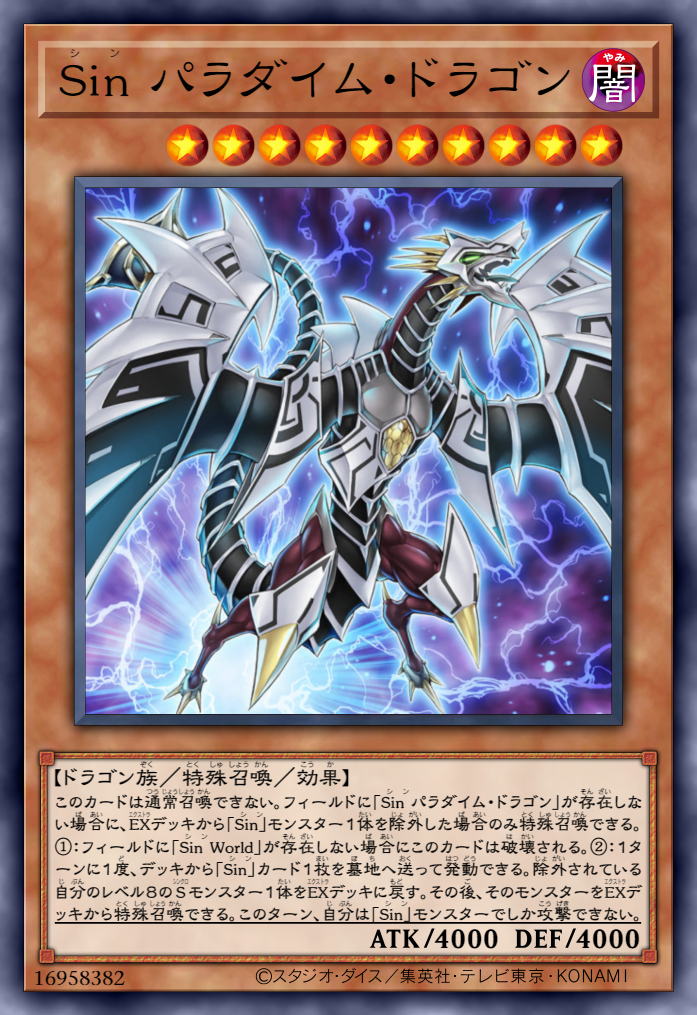 Sin パラダイム・ドラゴン 闇
【ドラゴン族／特殊召喚／効果】
このカードは通常召喚できない。フィールドに「Sin パラダイム・ドラゴン」が存在しな
い場合に、EXデッキから「Sin」モンスター１体を除外した場合のみ特殊召喚できる。
①：フィールドに「Sin World」が存在しない場合にこのカードは破壊される。②：１タ
ーンに１度、デッキから「Sin」カード１枚を墓地へ送って発動できる。除外されている
自分のレベル８のＳモンスター１体をEXデッキに戻す。その後、そのモンスターをEXデ
ッキから特殊召喚できる。このターン、自分は「Sin」モンスターでしか攻撃できない。
ATK/4000 DEF/4000
16958382 ©スタジオ・ダイス／集英社・テレビ東京・KONAMI